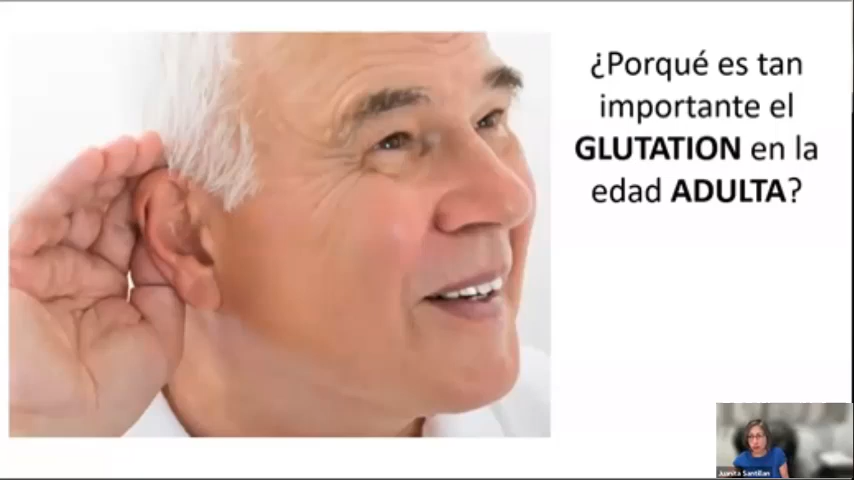 ¿Porqué es tan
importante el
GLUTATION en la
edad ADULTA?
Juanita Santillan